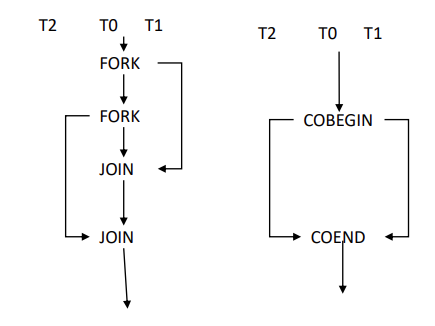 T2 T0 T1
FORK
FORK
JOIN
JOIN
T2 T0 T1
COBEGIN
COEND